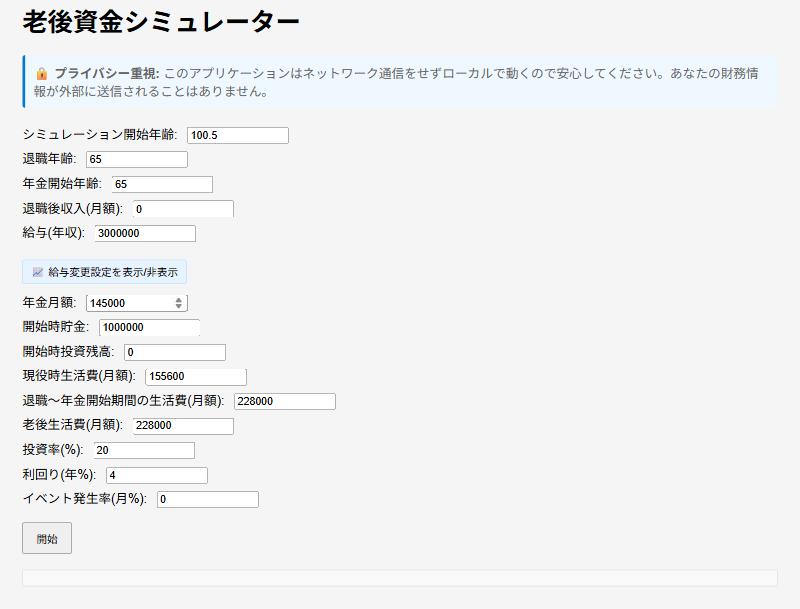 老後資金シミュレーター
🔒 プライバシー重視: このアプリケーションはネットワーク通信をせずローカルで動くので安心してください。あなたの財務情
報が外部に送信されることはありません。
シミュレーション開始年齢: 100.5
退職年齢: 65
年金開始年齢: 65
退職後収入(月額): 0
給与(年収): 3000000
📈 給与変更設定を表示/非表示
年金月額: 145000
開始時貯金: 1000000
開始時投資残高: 0
現役時生活費(月額): 155600
退職〜年金開始期間の生活費(月額): 228000
老後生活費(月額): 228000
投資率(%): 20
利回り(年%): 4
イベント発生率(月%): 0
開始